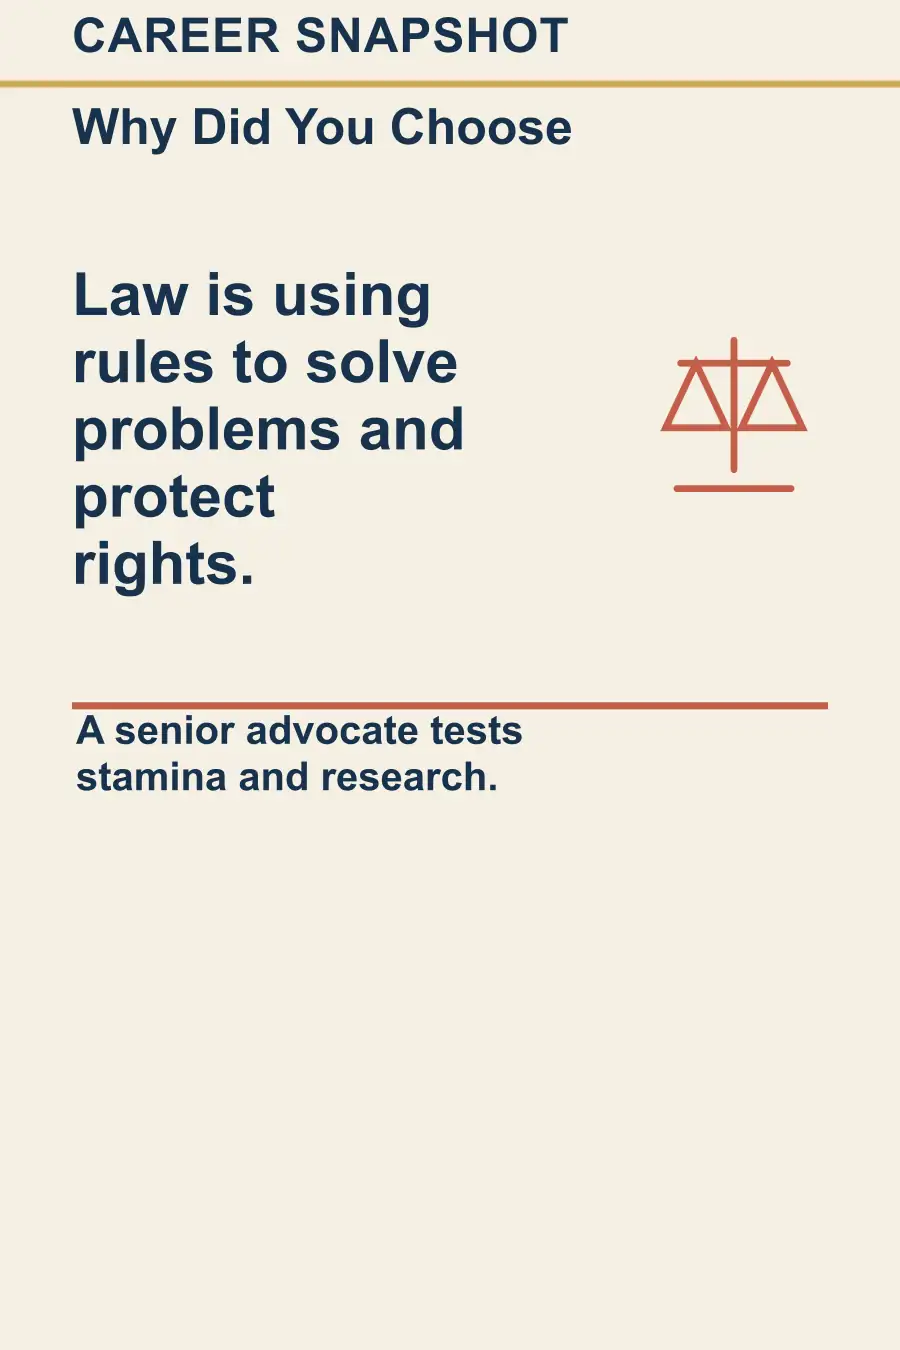 CAREER SNAPSHOT
Why Did You Choose
Law is using
rules to solve
problems and
protect
rights.
A senior advocate tests
stamina and research.